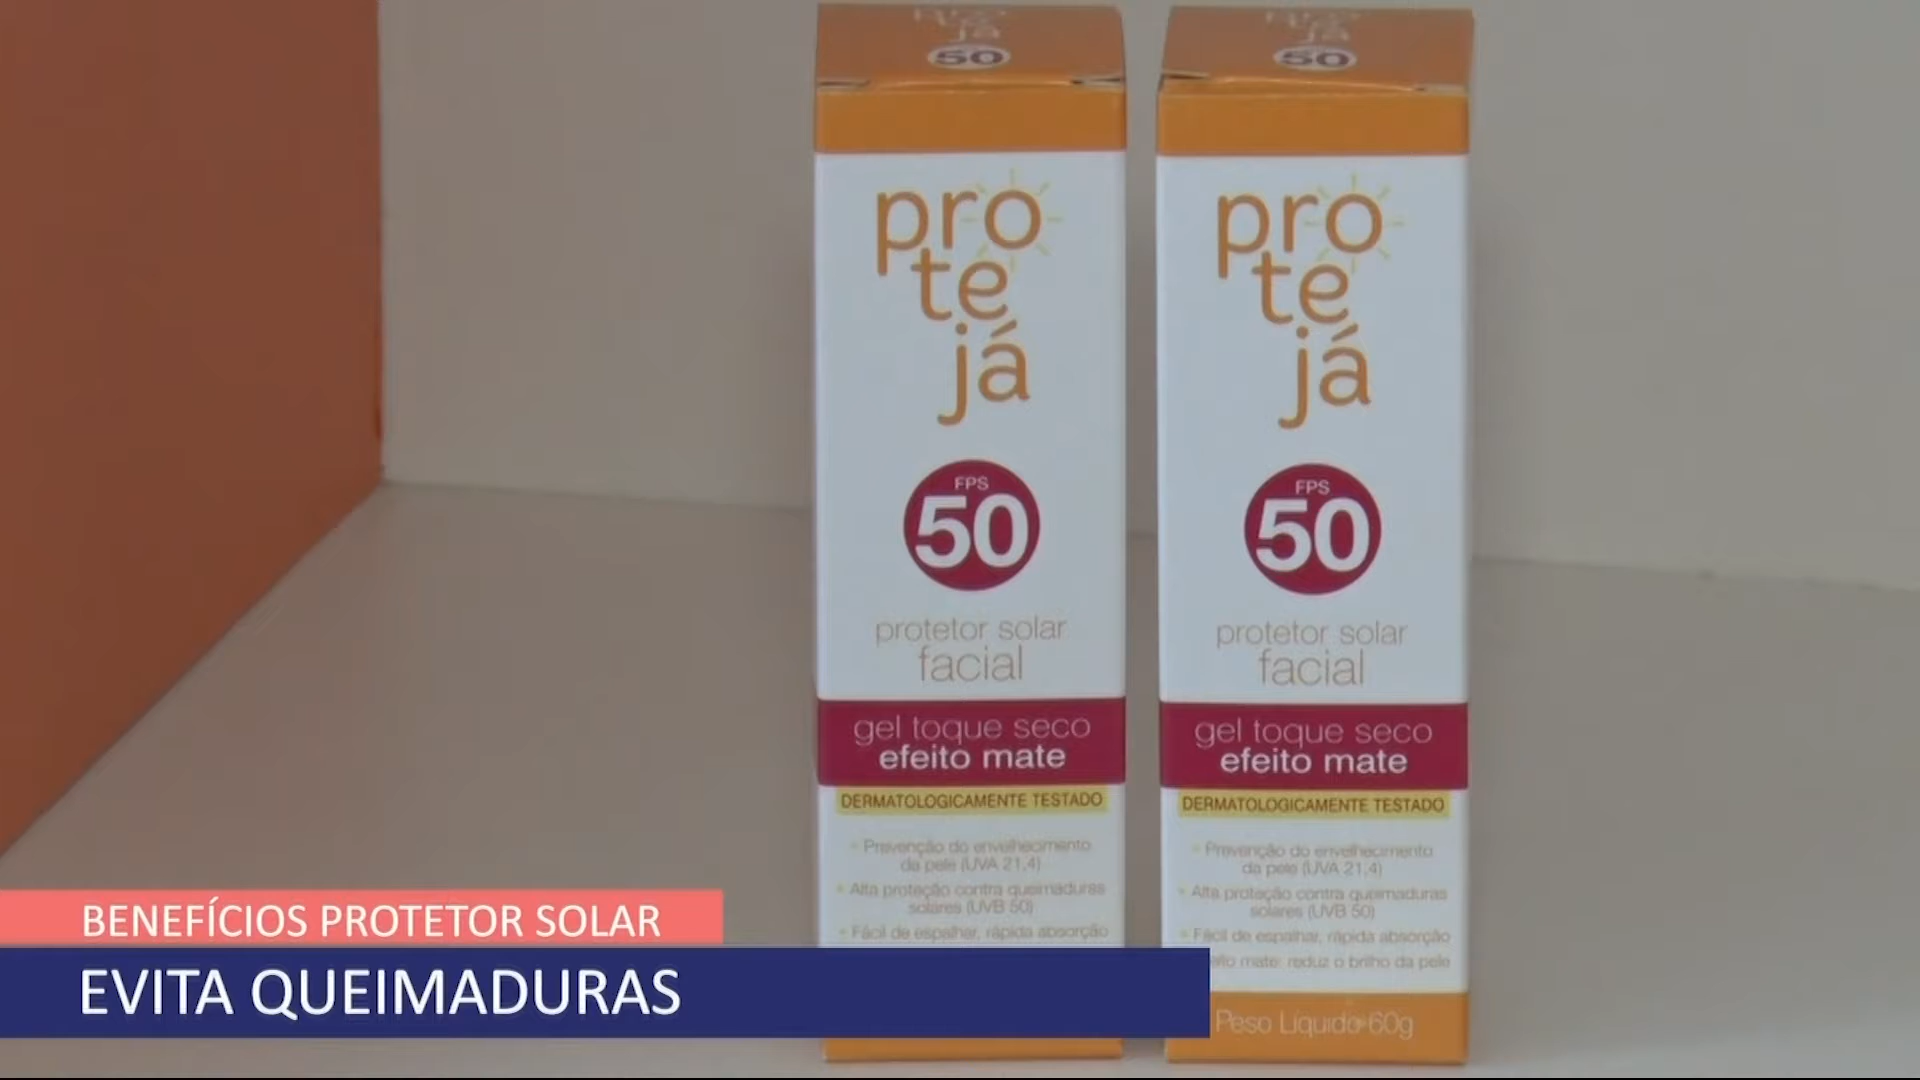 50
50
pro
te
já
FPS
50
protetor solar
facial
gel toque seco
efeito mate
DERMATOLOGICAMENTE TESTADO
• Prevenção do envelhecimento
da pele (UVA 21,4)
• Alta proteção contra queimaduras
solares (UVB 50)
• Fácil de espalhar, rápida absorção
pro
te
já
FPS
50
protetor solar
facial
gel toque seco
efeito mate
DERMATOLOGICAMENTE TESTADO
• Prevenção do envelhecimento
da pele (UVA 21,4)
• Alta proteção contra queimaduras
solares (UVB 50)
• Fácil de espalhar, rápida absorção
mate: reduz o brilho da pele
Peso Líquido 60g
BENEFÍCIOS PROTETOR SOLAR
EVITA QUEIMADURAS